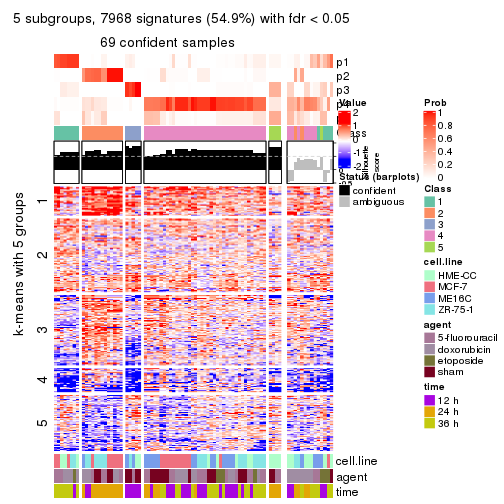 5 subgroups, 7968 signatures (54.9%) with fdr < 0.05
69 confident samples
p1
p2
p3
p4
Value
2
1
0
-1
-2
Class
Silhouette
score
Status (barplots)
confident
ambiguous
Prob
1
0.8
0.6
0.4
0.2
0
Class
1
2
3
4
5
cell.line
HME-CC
MCF-7
ME16C
ZR-75-1
agent
5-fluorouracil
doxorubicin
etoposide
sham
time
12 h
24 h
36 h
k-means with 5 groups
1
2
3
4
5
cell.line
agent
time